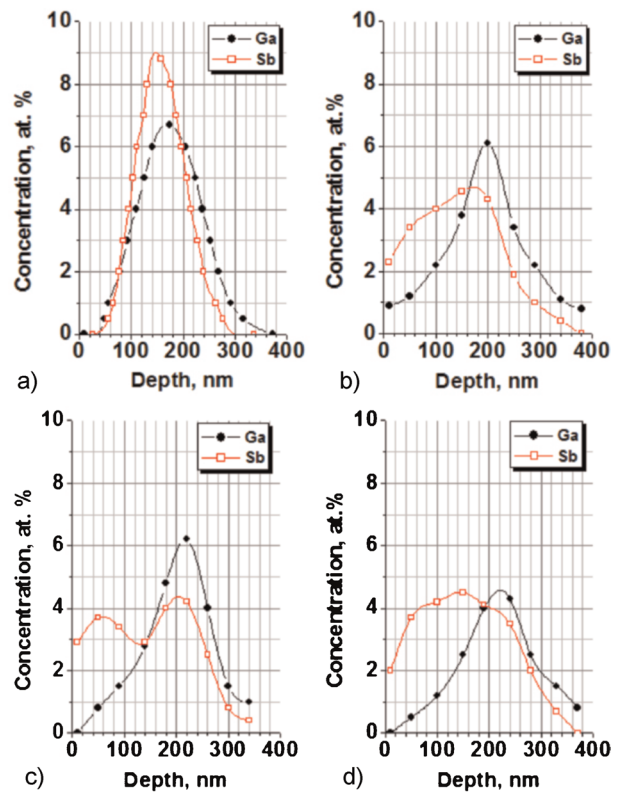 10
8
6
4
2
0
Concentration, at. %
Ga
Sb
0 100 200 300 400
Depth, nm
a)
10
8
6
4
2
0
Concentration, at.%
Ga
Sb
0 100 200 300 400
Depth, nm
b)
10
8
6
4
2
0
Concentration, at. %
Ga
Sb
0 100 200 300 400
Depth, nm
c)
10
8
6
4
2
0
Concentration, at.%
Ga
Sb
0 100 200 300 400
Depth, nm
d)